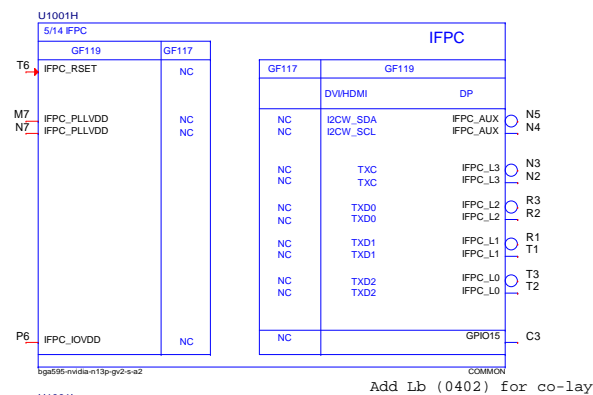 U1001H
5/14 IFPC
IFPC
GF119 GF117
T6 IFPC_RSET NC
GF117 GF119
DVI/HDMI DP
M7 IFPC_PLLVDD NC
N7 IFPC_PLLVDD NC
NC I2CW_SDA IFPC_AUX N5
NC I2CW_SCL IFPC_AUX N4
NC TXC IFPC_L3 N3
NC TXC IFPC_L3 N2
NC TXD0 IFPC_L2 R3
NC TXD0 IFPC_L2 R2
NC TXD1 IFPC_L1 R1
NC TXD1 IFPC_L1 T1
NC TXD2 IFPC_L0 T3
NC TXD2 IFPC_L0 T2
P6 IFPC_IOVDD NC
NC GPIO15 C3
bga595-nvidia-n13p-gv2-s-a2 COMMON
Add Lb (0402) for co-lay